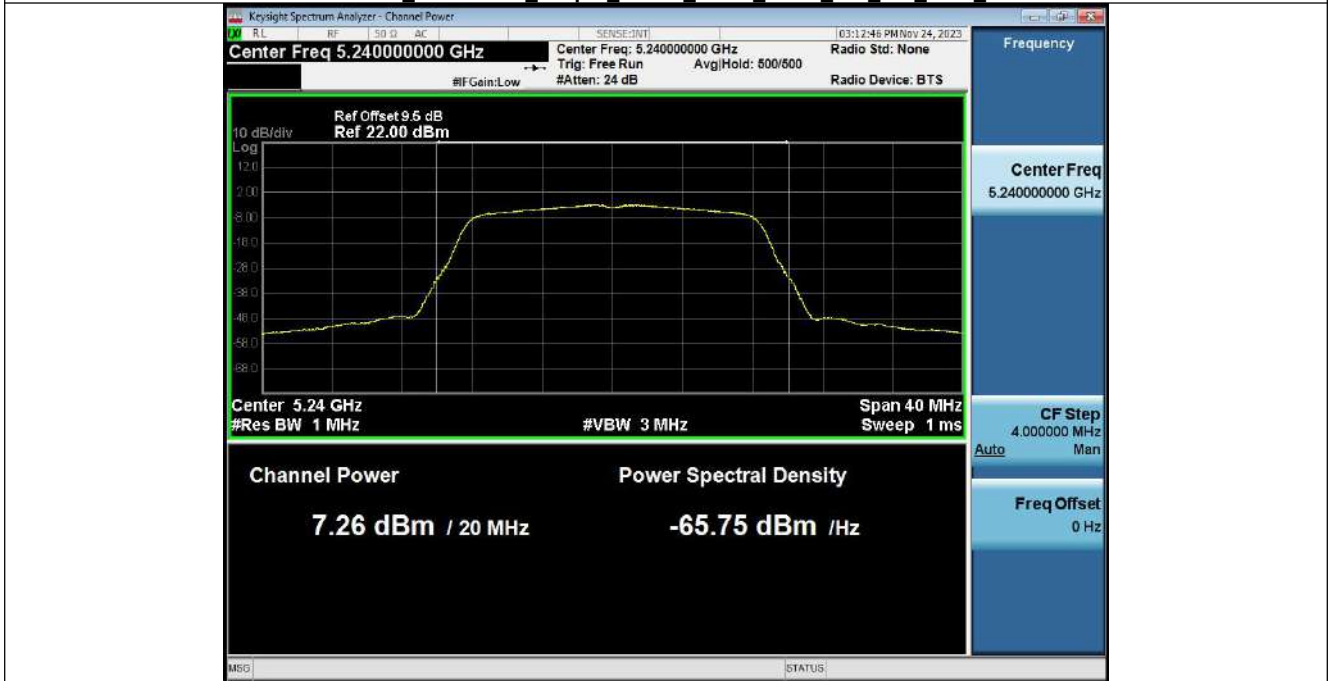 Keysight Spectrum Analyzer - Channel Power
RL RF 50 Ω AC SENSE:INT 03:12:46 PM Nov 24, 2023
Center Freq 5.240000000 GHz
Center Freq: 5.240000000 GHz
Radio Std: None
Trig: Free Run Avg|Hold: 500/500
#IFGain:Low
#Atten: 24 dB
Radio Device: BTS
Ref Offset 9.5 dB
10 dB/div Ref 22.00 dBm
Log
12.0
2.00
-8.00
-18.0
-28.0
-38.0
-48.0
-58.0
-68.0
Center 5.24 GHz Span 40 MHz
#Res BW 1 MHz #VBW 3 MHz Sweep 1 ms
Channel Power Power Spectral Density
7.26 dBm / 20 MHz -65.75 dBm /Hz
MSG STATUS
Frequency
Center Freq
5.240000000 GHz
CF Step
4.000000 MHz
Auto Man
Freq Offset
0 Hz